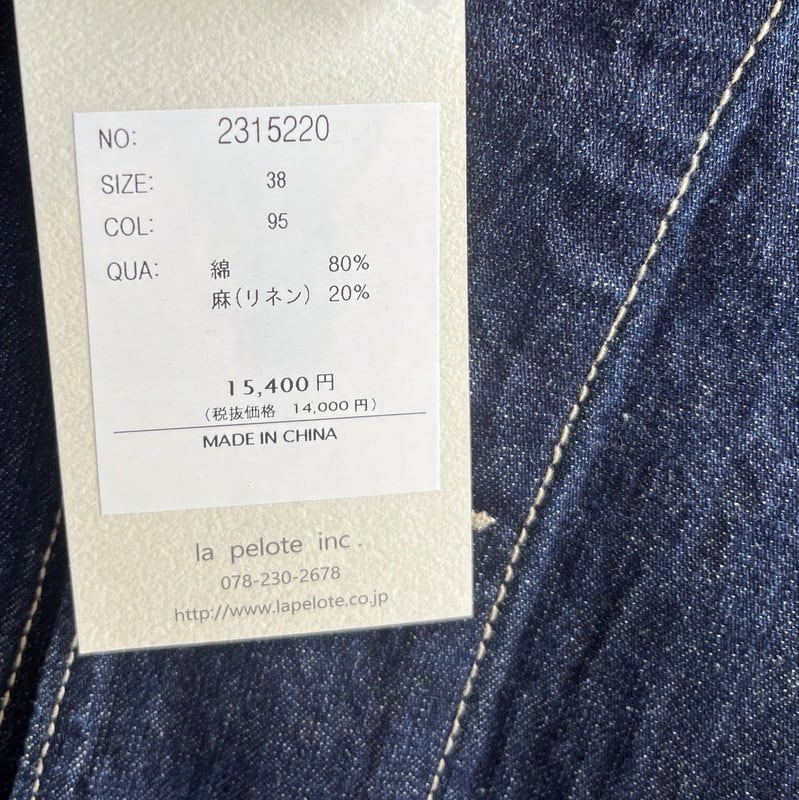 NO: 2315220
SIZE: 38
COL: 95
QUA: 綿 80%
麻(リネン) 20%
15,400円
(税抜価格 14,000円)
MADE IN CHINA
la pelote inc.
078-230-2678
http://www.lapelote.co.jp